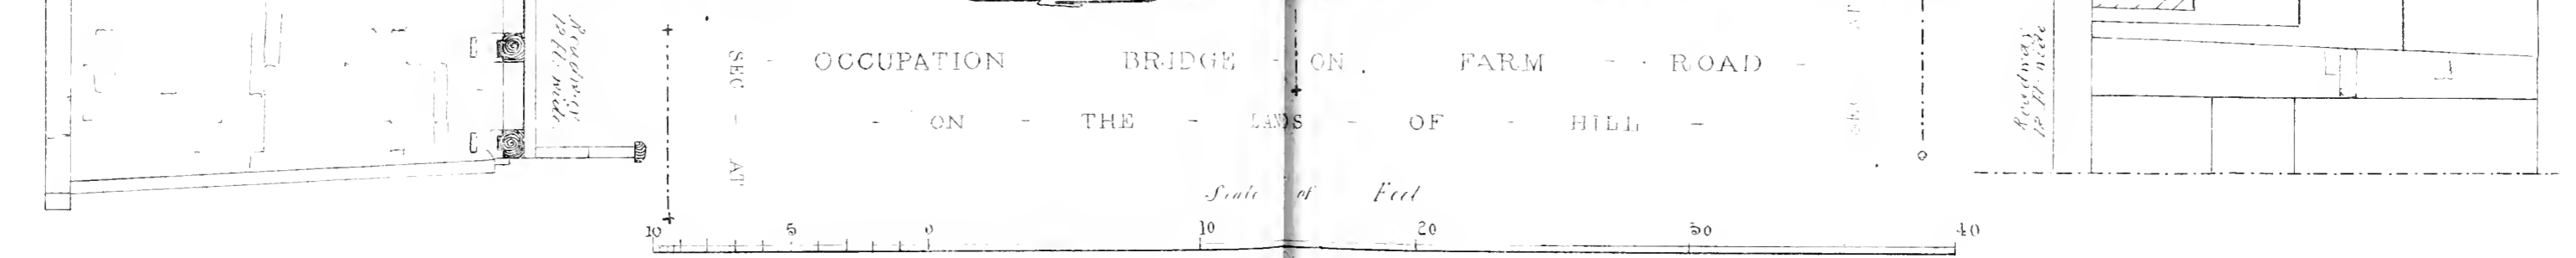 Roadway
12 ft. wide.
SEC - AT
- OCCUPATION BRIDGE - ON. FARM - ROAD -
- ON - THE - LANDS - OF - HILL -
Scale of Feet
10 5 0 10 20 30 40
Roadway
12 ft wide